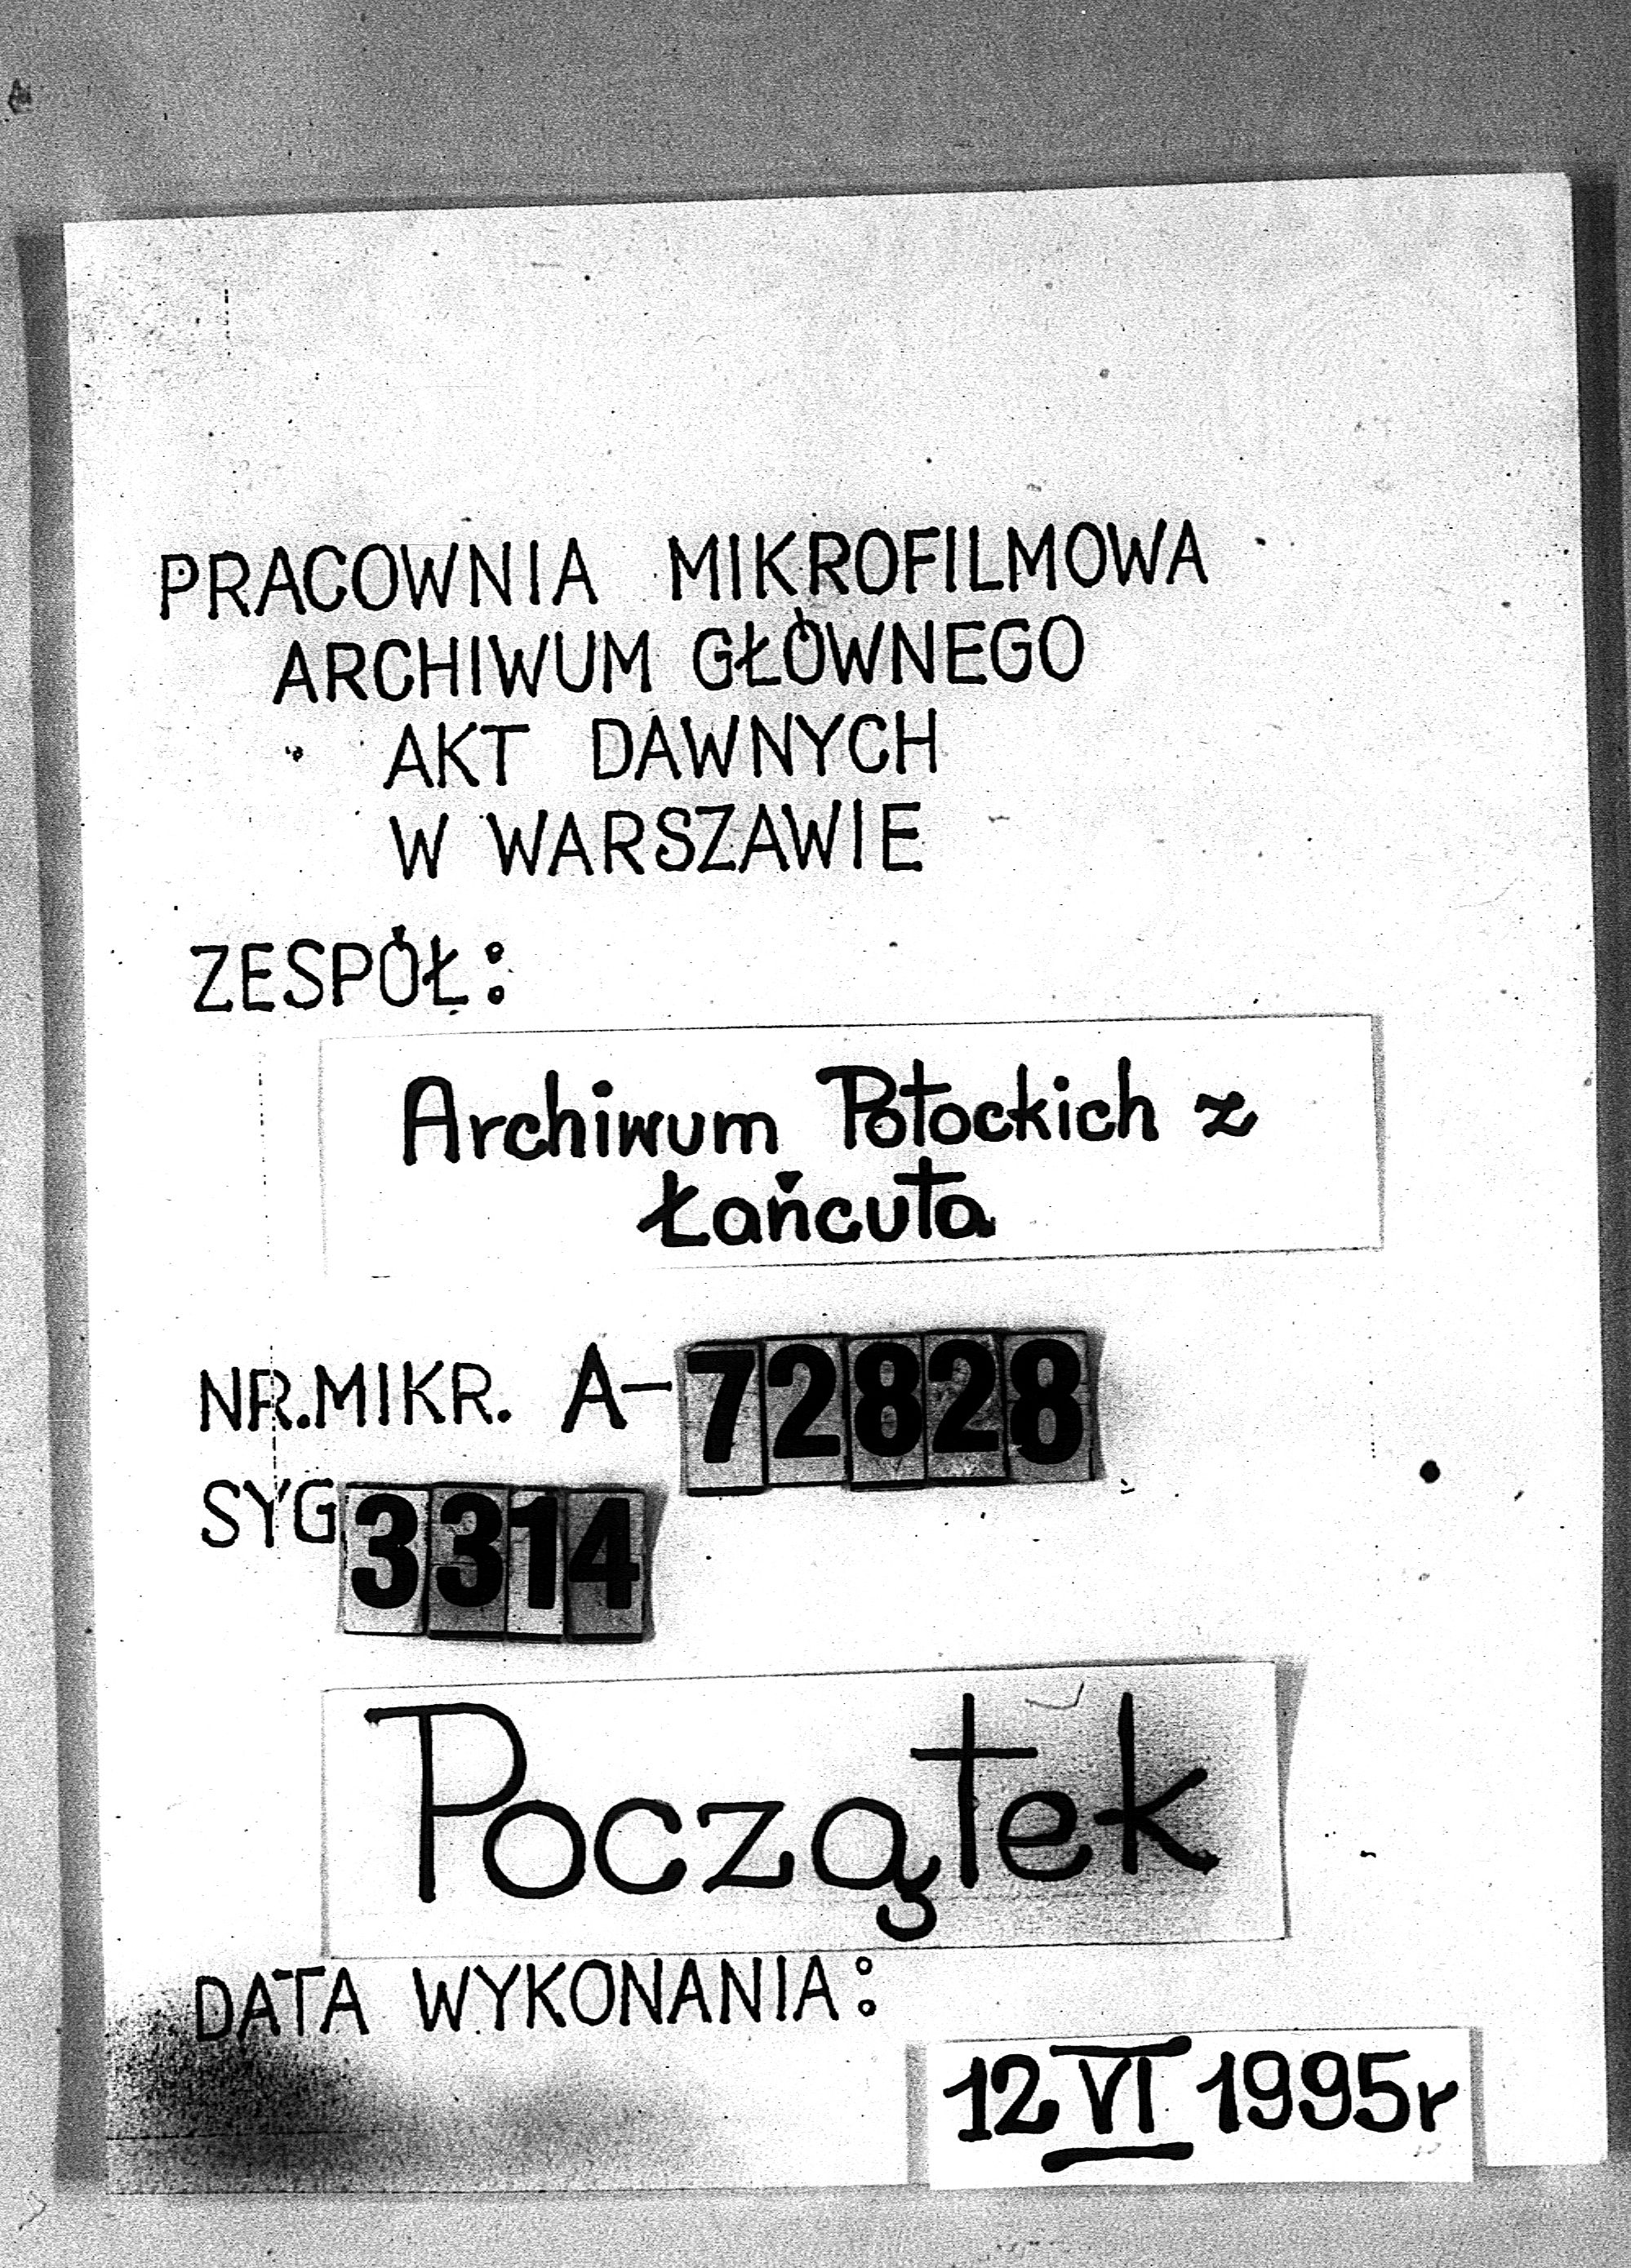 PRACOWNIA MIKROFILMOWA
ARCHIWUM GŁÓWNEGO
AKT DAWNYCH
W WARSZAWIE
ZESPÓŁ:
Archiwum Potockich z
Łańcuta
NR.MIKR. A-72828
SYG 3314
Początek
DATA WYKONANIA:
12 VI 1995r